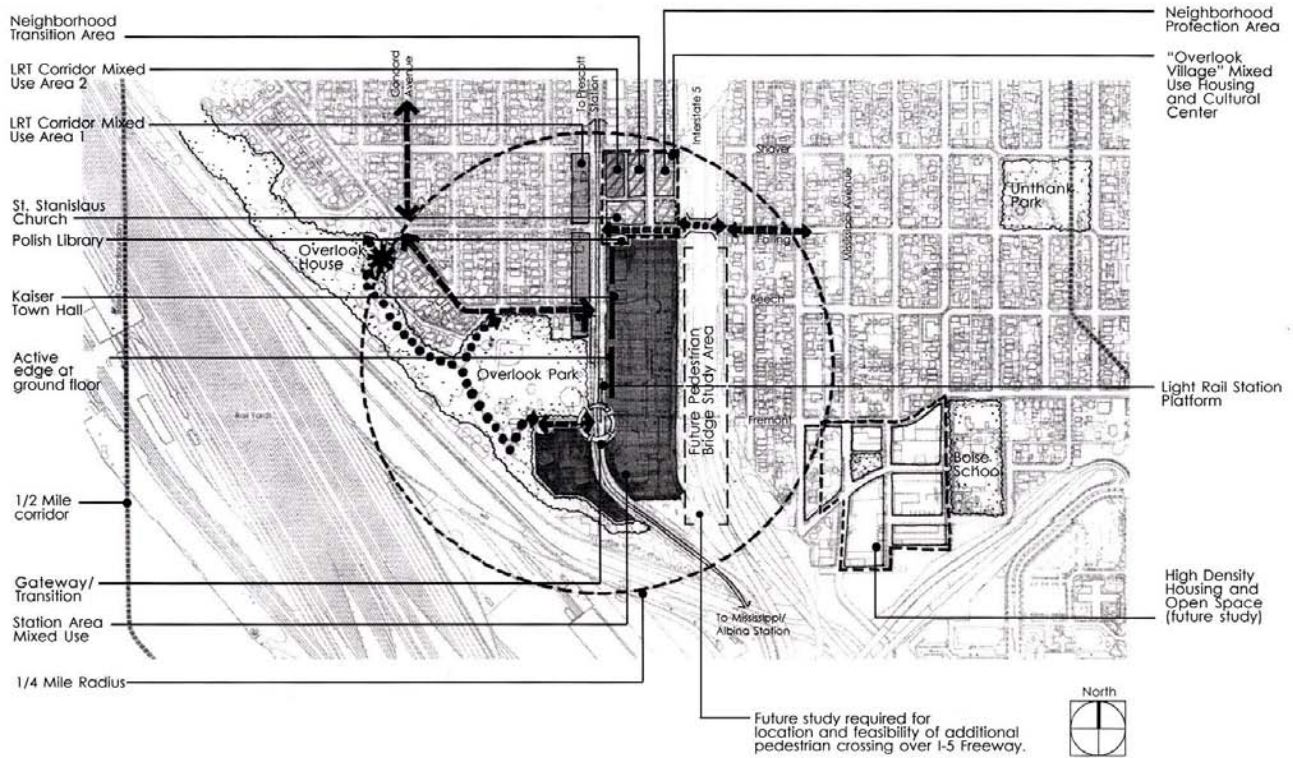 Neighborhood
Transition Area
LRT Corridor Mixed
Use Area 2
LRT Corridor Mixed
Use Area 1
St. Stanislaus
Church
Polish Library
Kaiser
Town Hall
Active
edge at
ground floor
1/2 Mile
corridor
Gateway/
Transition
Station Area
Mixed Use
1/4 Mile Radius
Concord
Avenue
To Prescott
Station
Interstate 5
Shaver
Mississippi Avenue
Failing
Beech
Fremont
Overlook
House
Overlook Park
Rail Yards
Future Pedestrian
Bridge Study Area
Unthank
Park
Boise
School
To Mississippi/
Albina Station
Neighborhood
Protection Area
"Overlook
Village" Mixed
Use Housing
and Cultural
Center
Light Rail Station
Platform
High Density
Housing and
Open Space
(future study)
Future study required for
location and feasibility of additional
pedestrian crossing over I-5 Freeway.
North